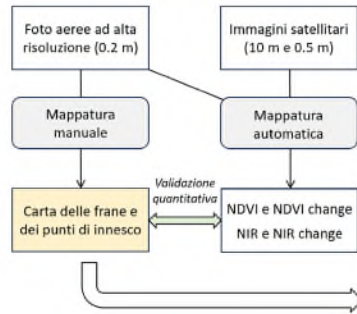 Foto aeree ad alta
risoluzione (0.2 m)
Immagini satellitari
(10 m e 0.5 m)
Mappatura
manuale
Mappatura
automatica
Validazione
quantitativa
Carta delle frane e
dei punti di innesco
NDVI e NDVI change
NIR e NIR change